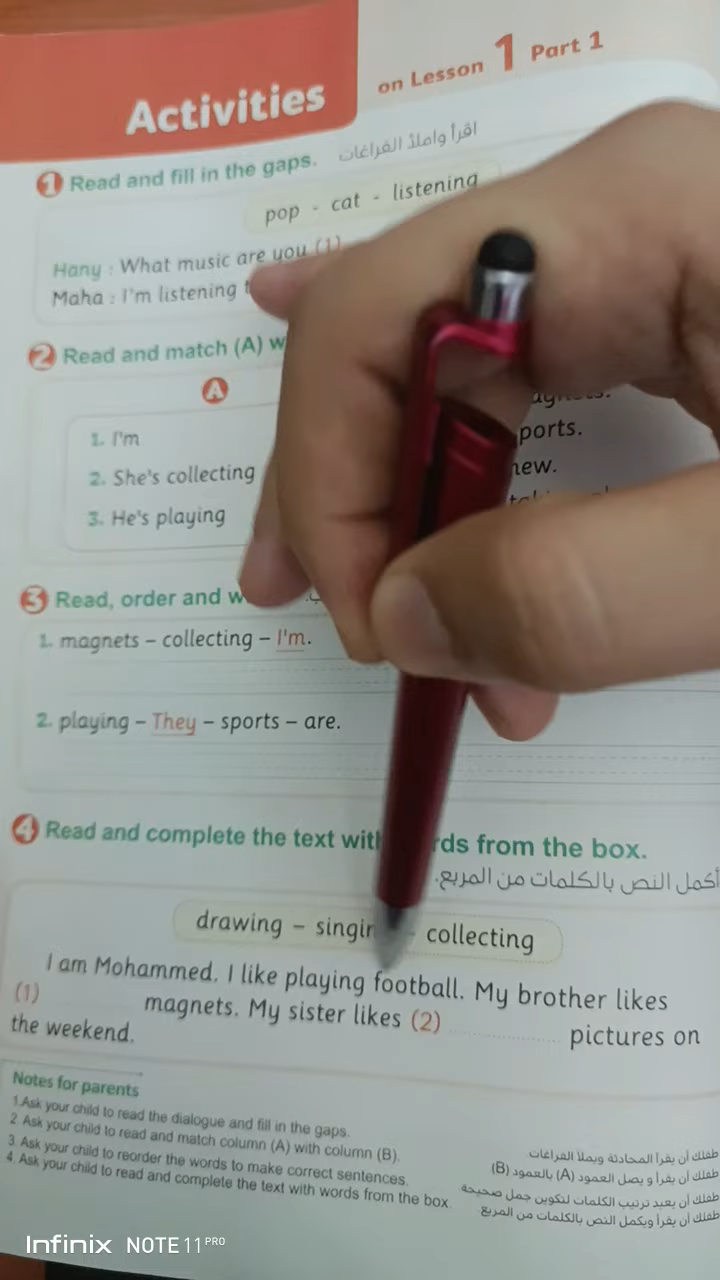 Activities
on Lesson 1 Part 1
1 Read and fill in the gaps. اقرأ واملأ الفراغات
pop - cat - listening
Hany : What music are you (1)
Maha : I'm listening
2 Read and match (A)
A
1. I'm
2. She's collecting
3. He's playing
3 Read, order and
1. magnets – collecting – I'm.
2. playing – They – sports – are.
4 Read and complete the text from the box.
أكمل النص بالكلمات من المربع.
drawing – collecting
I am Mohammed. I like playing football. My brother likes
(1) magnets. My sister likes (2) pictures on
the weekend.
Notes for parents
1.Ask your child to read the dialogue and fill in the gaps.
2. Ask your child to read and match column (A) with column (B).
3. Ask your child to reorder the words to make correct sentences.
4. Ask your child to read and complete the text with words from the box
طفلك أن يقرأ المحادثة ويملأ الفراغات
طفلك أن يقرأ و يصل العمود (A) بالعمود (B)
طفلك أن يعيد ترتيب الكلمات لتكوين جمل صحيحة
طفلك أن يقرأ ويكمل النص بالكلمات من المربع
Infinix NOTE 11 PRO